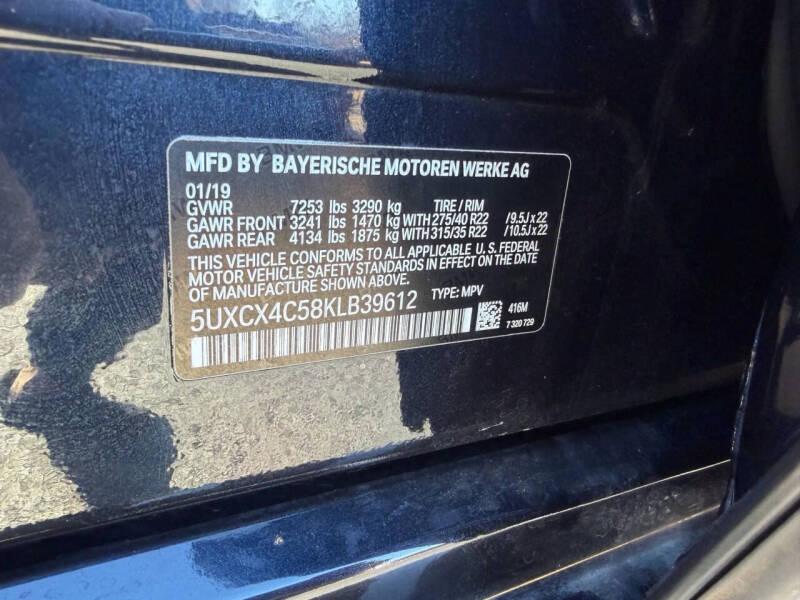 MFD BY BAYERISCHE MOTOREN WERKE AG
01/19
GVWR 7253 lbs 3290 kg TIRE / RIM
GAWR FRONT 3241 lbs 1470 kg WITH 275/40 R22 /9.5J x 22
GAWR REAR 4134 lbs 1875 kg WITH 315/35 R22 /10.5J x 22
THIS VEHICLE CONFORMS TO ALL APPLICABLE U. S. FEDERAL
MOTOR VEHICLE SAFETY STANDARDS IN EFFECT ON THE DATE
OF MANUFACTURE SHOWN ABOVE.
5UXCX4C58KLB39612 TYPE: MPV
416M
7 320 729